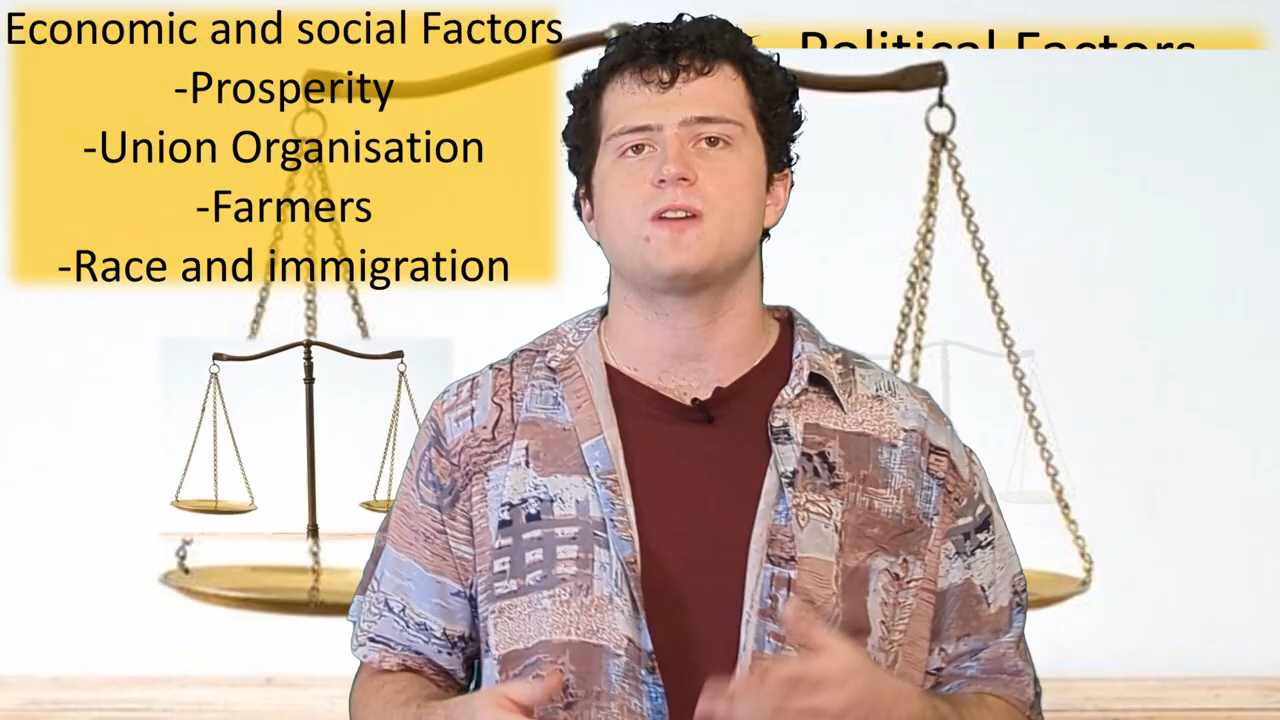 Economic and social Factors
-Prosperity
-Union Organisation
-Farmers
-Race and immigration
Political Factors